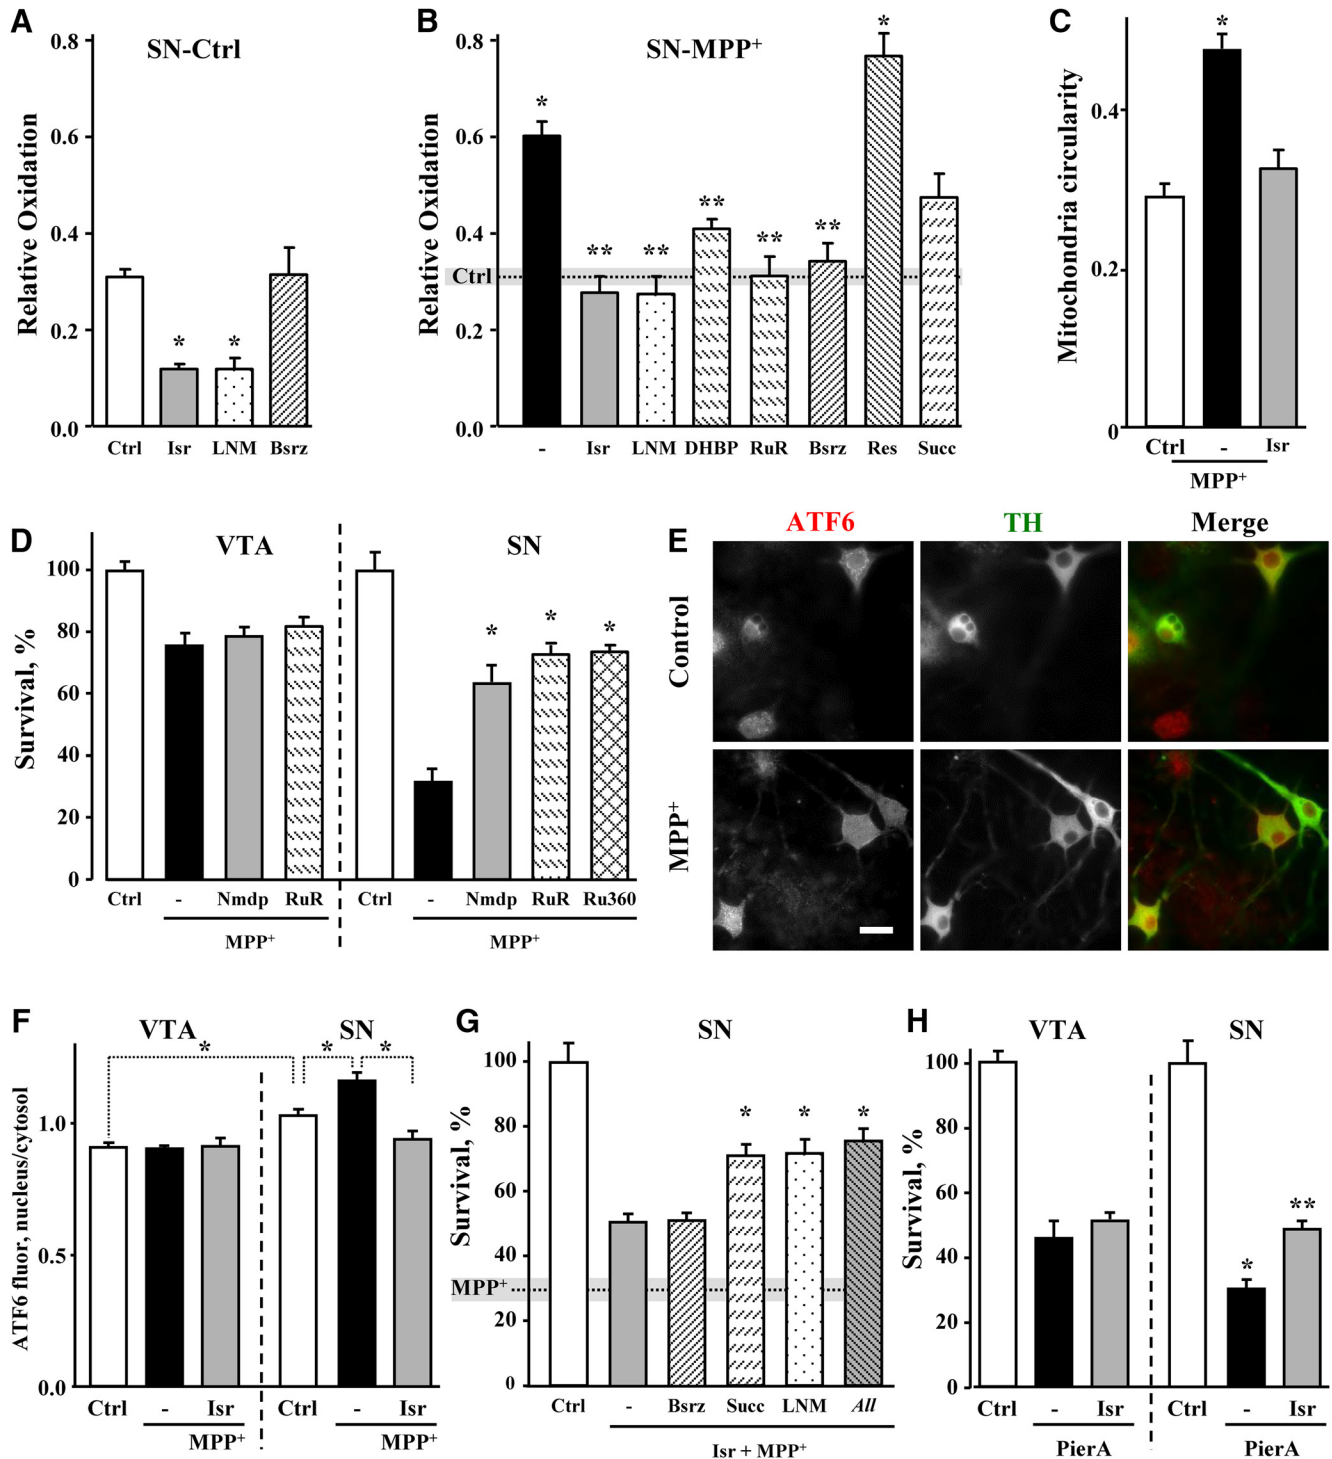 A
SN-Ctrl
Relative Oxidation
0.8
0.6
0.4
0.2
0.0
*
*
Ctrl Isr LNM Bsrz
B
SN-MPP+
Relative Oxidation
0.8
0.6
0.4
0.2
0.0
Ctrl
*
**
**
**
**
**
*
- Isr LNM DHBP RuR Bsrz Res Succ
C
Mitochondria circularity
0.4
0.2
0
*
Ctrl - Isr
MPP+
D
VTA SN
Survival, %
100
80
60
40
20
0
* * *
Ctrl - Nmdp RuR Ctrl - Nmdp RuR Ru360
MPP+ MPP+
E
ATF6 TH Merge
Control
MPP+
F
VTA SN
ATF6 fluor, nucleus/cytosol
1.0
0.5
0.0
* * *
Ctrl - Isr Ctrl - Isr
MPP+ MPP+
G
SN
Survival, %
100
80
60
40
20
0
MPP+
* * *
Ctrl - Bsrz Succ LNM All
Isr + MPP+
H
VTA SN
Survival, %
100
80
60
40
20
0
* **
Ctrl - Isr Ctrl - Isr
PierA PierA